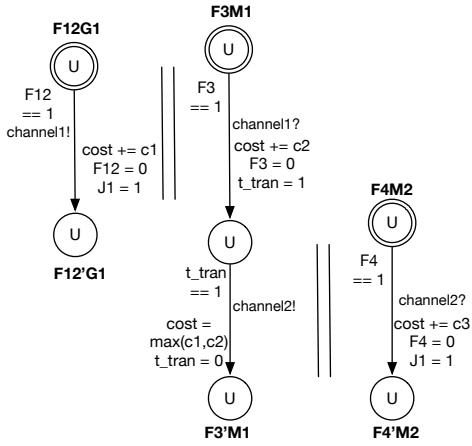 F12G1
U
F12
== 1
channel1!
cost += c1
F12 = 0
J1 = 1
U
F12'G1
F3M1
U
F3
== 1
channel1?
cost += c2
F3 = 0
t_tran = 1
U
t_tran
== 1
channel2!
cost =
max(c1,c2)
t_tran = 0
U
F3'M1
F4M2
U
F4
== 1
channel2?
cost += c3
F4 = 0
J1 = 1
U
F4'M2